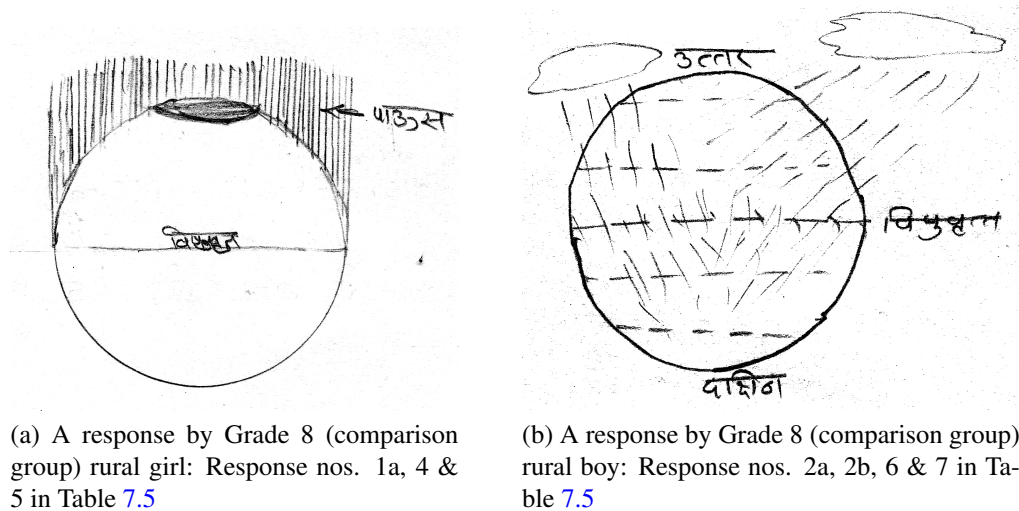 पाऊस
उत्तर
विषुवृत्त
दक्षिन
(a) A response by Grade 8 (comparison
group) rural girl: Response nos. 1a, 4 &
5 in Table 7.5
(b) A response by Grade 8 (comparison group)
rural boy: Response nos. 2a, 2b, 6 & 7 in Ta-
ble 7.5